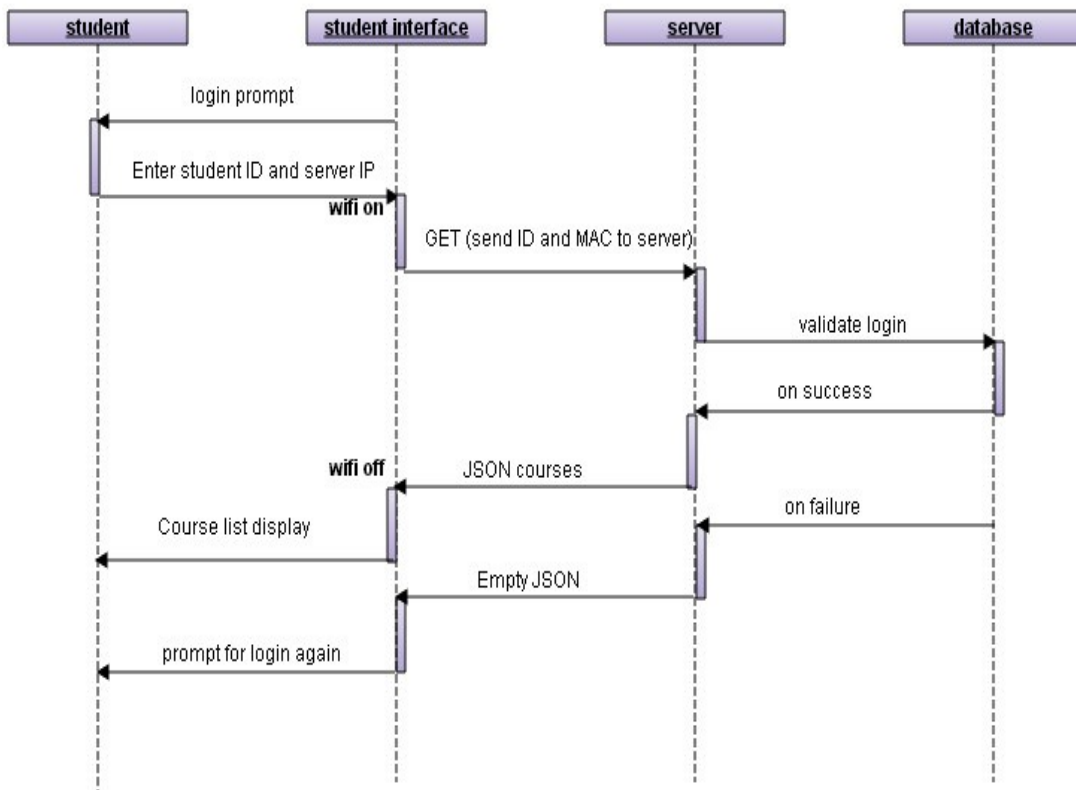 student
student interface
server
database
login prompt
Enter student ID and server IP
wifi on
GET (send ID and MAC to server)
validate login
on success
wifi off
JSON courses
on failure
Course list display
Empty JSON
prompt for login again